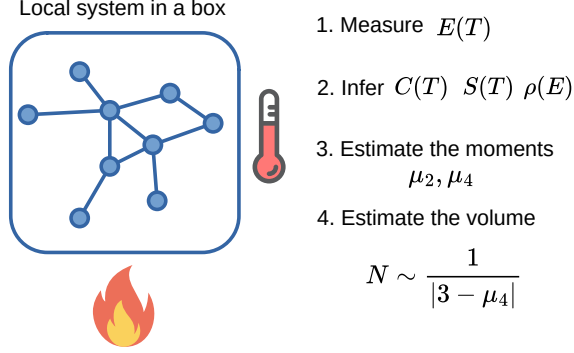 Local system in a box
1. Measure E(T)
2. Infer C(T) S(T) ρ(E)
3. Estimate the moments
μ₂, μ₄
4. Estimate the volume
N ∼ 1 / |3 − μ₄|